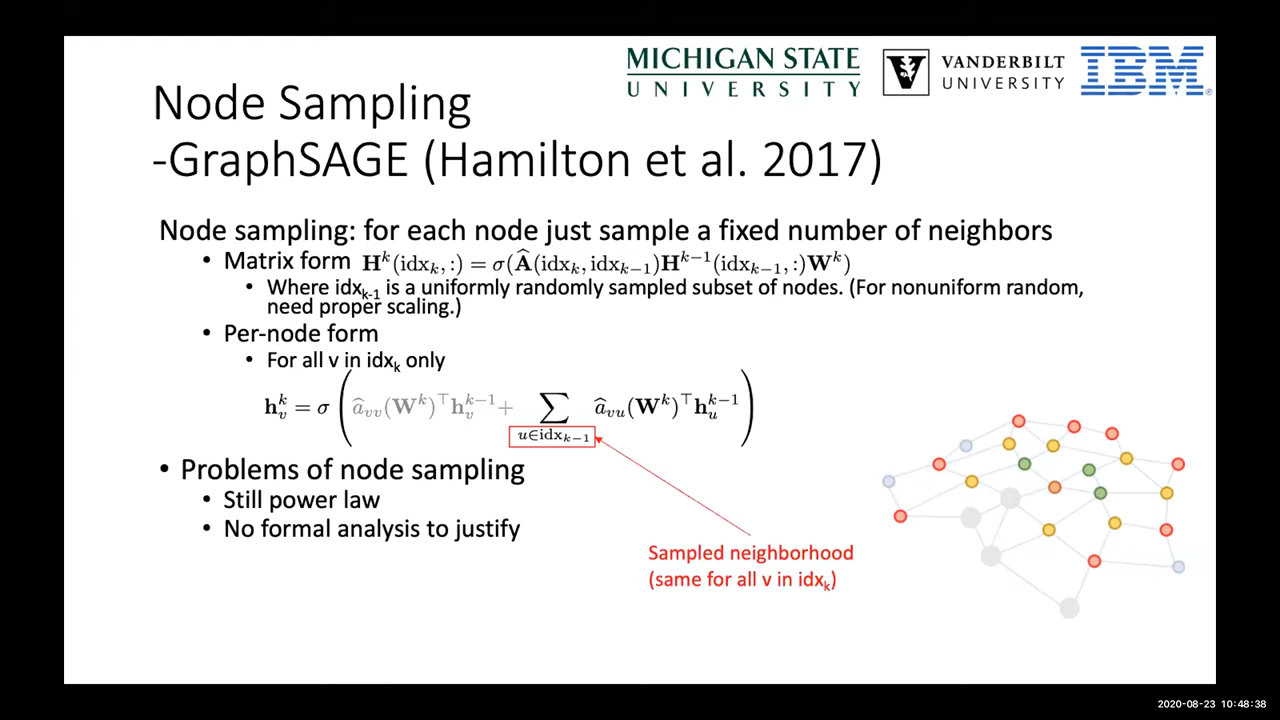 MICHIGAN STATE
UNIVERSITY
VANDERBILT
UNIVERSITY
IBM®
Node Sampling
-GraphSAGE (Hamilton et al. 2017)
Node sampling: for each node just sample a fixed number of neighbors
• Matrix form H^k(idx_k, :) = σ(Â(idx_k, idx_{k−1})H^{k−1}(idx_{k−1}, :)W^k)
• Where idx_{k-1} is a uniformly randomly sampled subset of nodes. (For nonuniform random,
need proper scaling.)
• Per-node form
• For all v in idx_k only
h_v^k = σ ( â_{vv}(W^k)^⊤h_v^{k−1} + ∑_{u∈idx_{k−1}} â_{vu}(W^k)^⊤h_u^{k−1} )
• Problems of node sampling
• Still power law
• No formal analysis to justify
Sampled neighborhood
(same for all v in idx_k)
2020-08-23 10:48:38